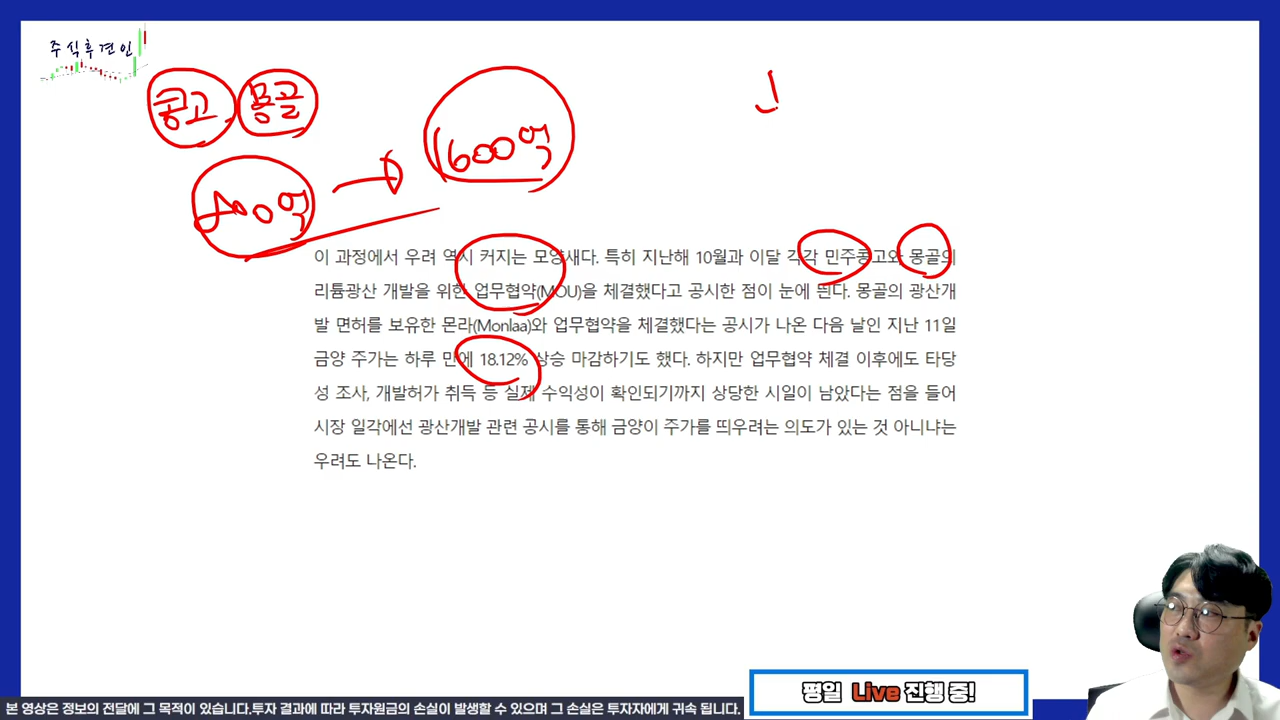 주식후견인
콩고 몽골
1600억
이 과정에서 우려 역시 커지는 모양새다. 특히 지난해 10월과 이달 각각 민주콩고와 몽골의
리튬광산 개발을 위한 업무협약(MOU)을 체결했다고 공시한 점이 눈에 띈다. 몽골의 광산개
발 면허를 보유한 몬라(Monlaa)와 업무협약을 체결했다는 공시가 나온 다음 날인 지난 11일
금양 주가는 하루 만에 18.12% 상승 마감하기도 했다. 하지만 업무협약 체결 이후에도 타당
성 조사, 개발허가 취득 등 실제 수익성이 확인되기까지 상당한 시일이 남았다는 점을 들어
시장 일각에선 광산개발 관련 공시를 통해 금양이 주가를 띄우려는 의도가 있는 것 아니냐는
우려도 나온다.
평일 Live 진행 중!
본 영상은 정보의 전달에 그 목적이 있습니다.투자 결과에 따라 투자원금의 손실이 발생할 수 있으며 그 손실은 투자자에게 귀속 됩니다.